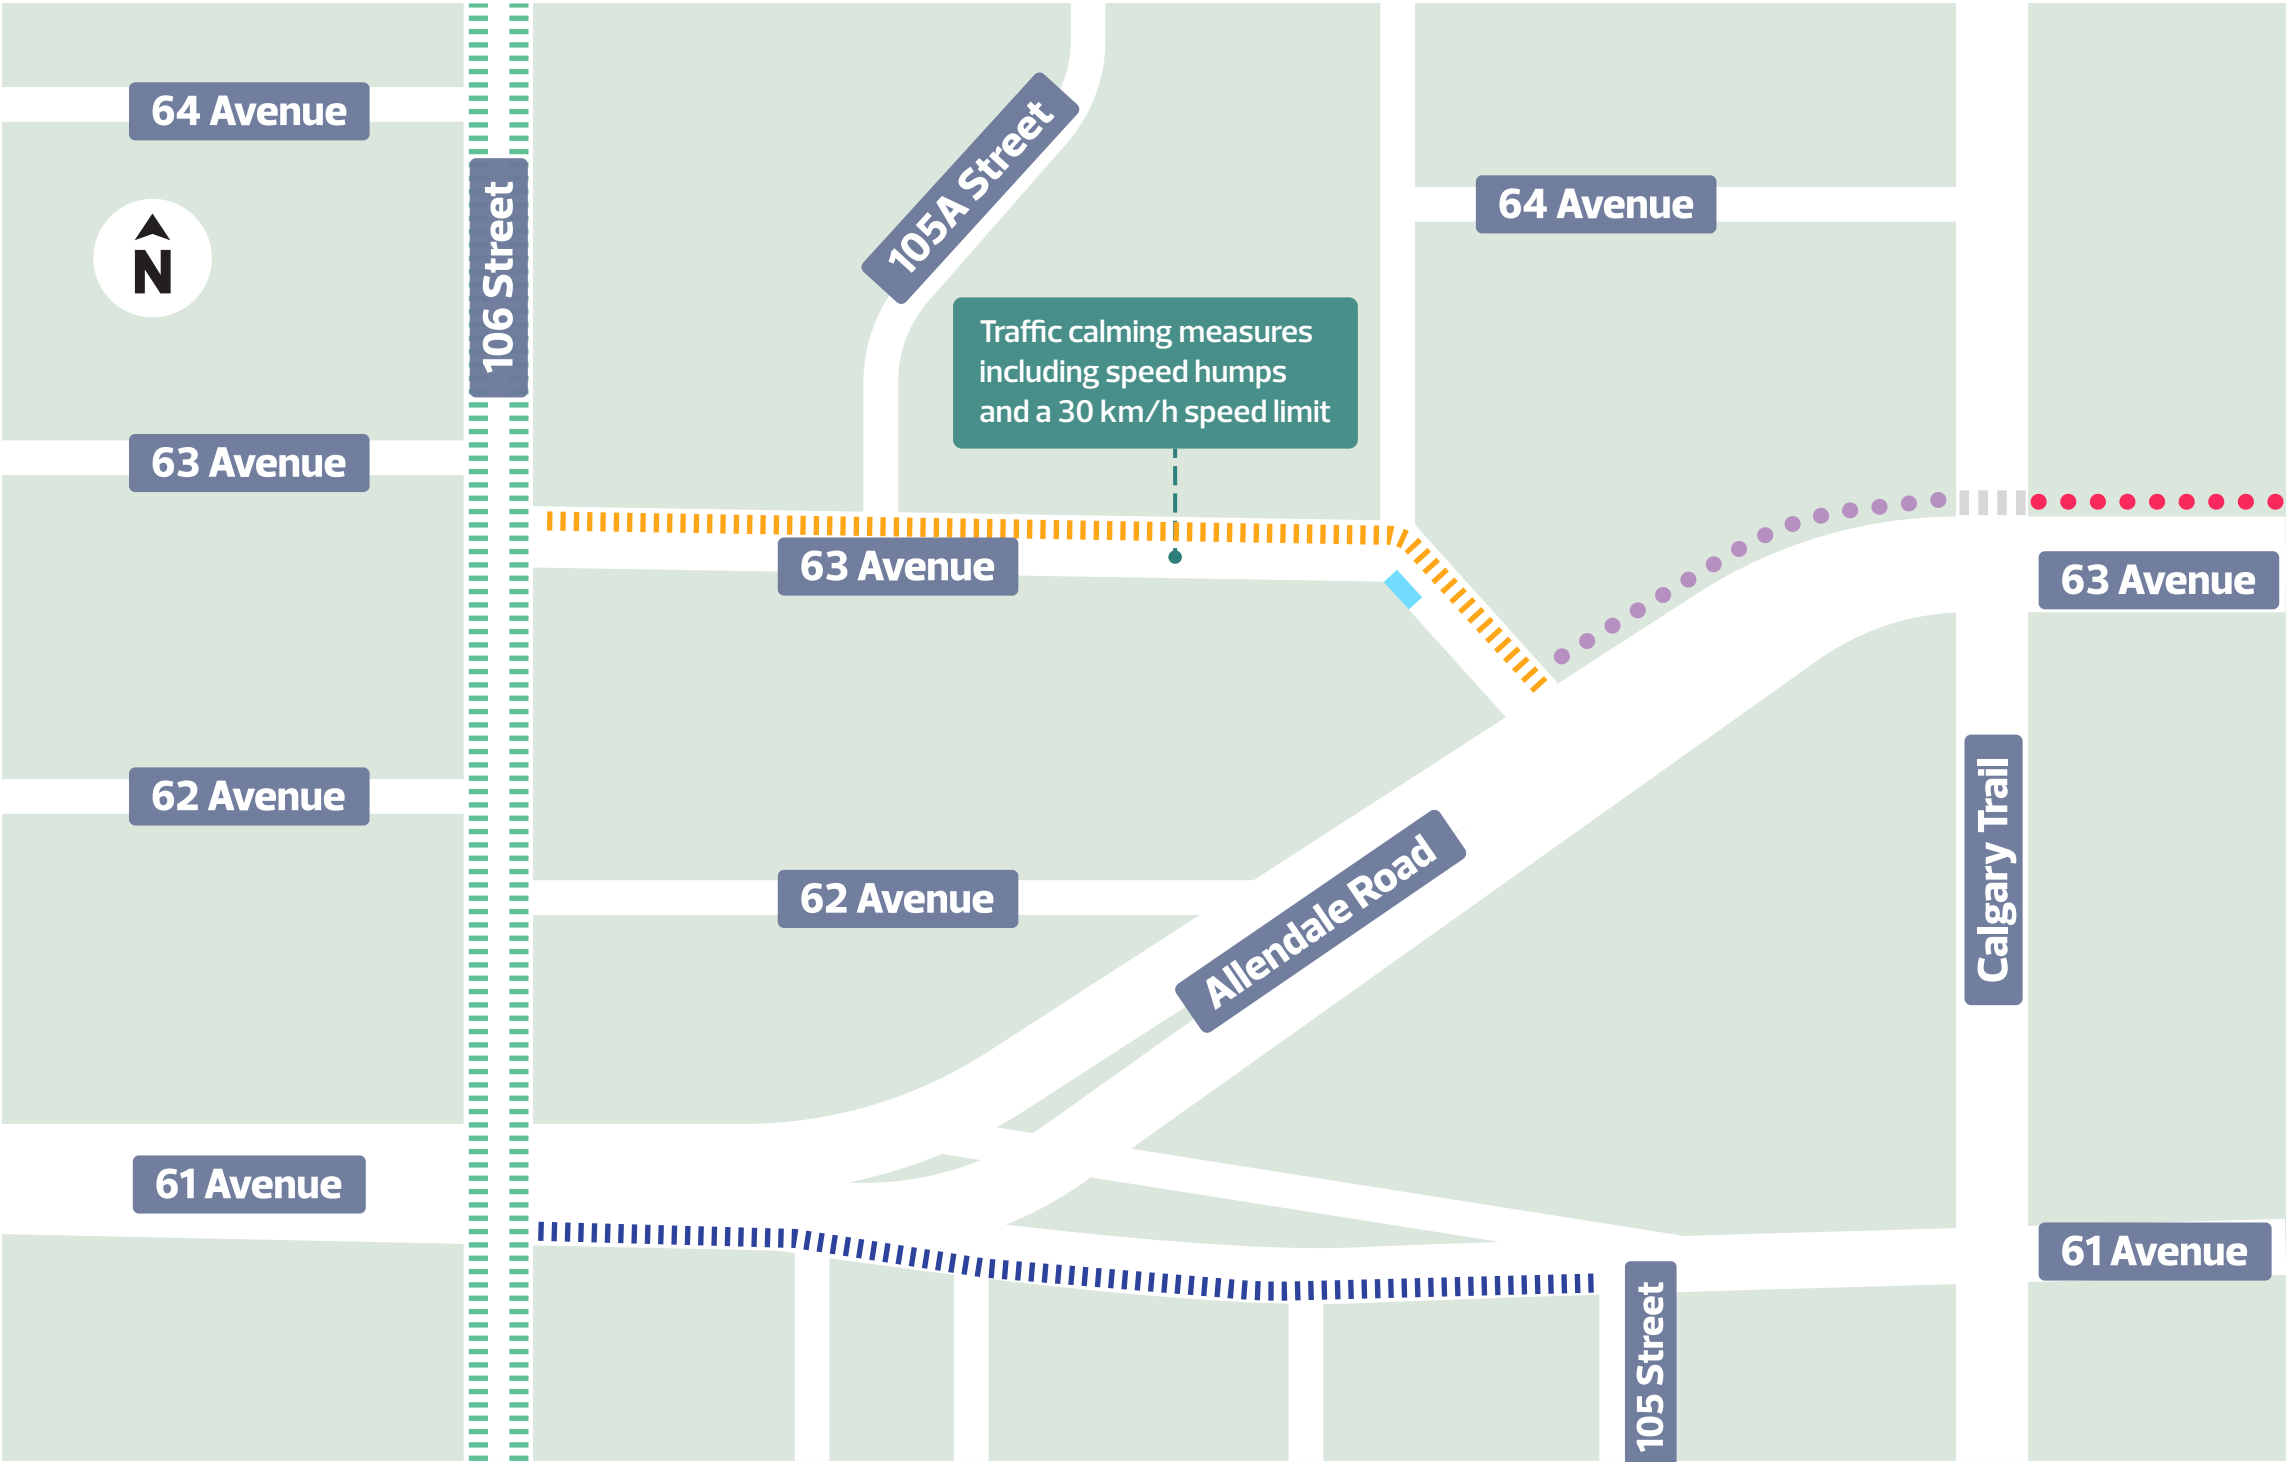 64 Avenue
105A Street
106 Street
64 Avenue
N
Traffic calming measures
including speed humps
and a 30 km/h speed limit
63 Avenue
63 Avenue
63 Avenue
62 Avenue
Calgary Trail
62 Avenue
Allendale Road
61 Avenue
61 Avenue
105 Street